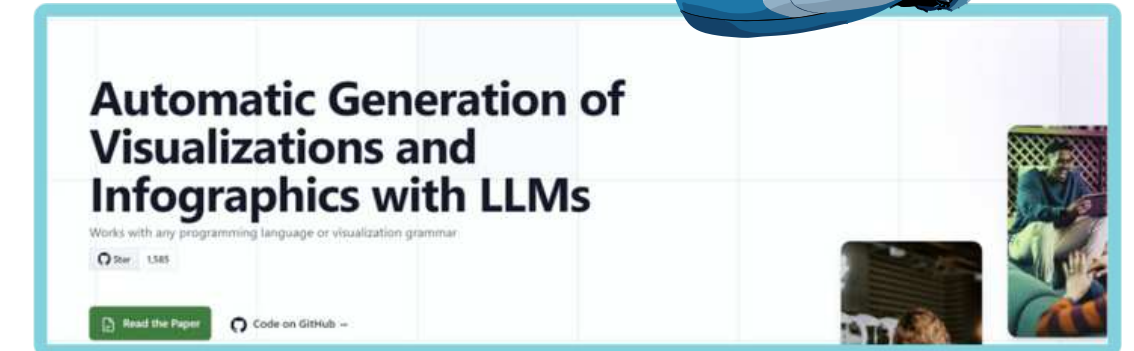 Automatic Generation of
Visualizations and
Infographics with LLMs
Works with any programming language or visualization grammar
Star 1,585
Read the Paper Code on GitHub →